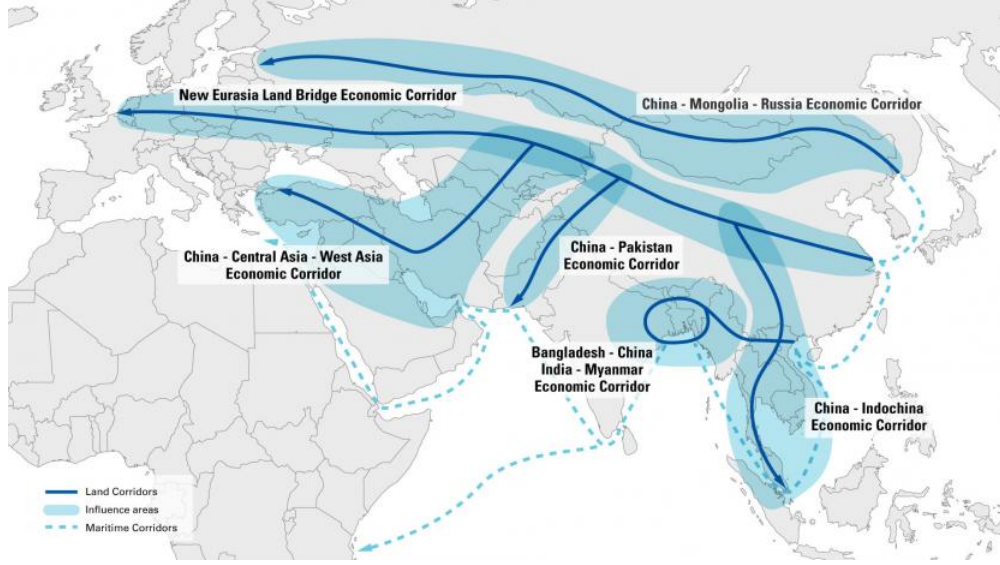 New Eurasia Land Bridge Economic Corridor
China - Mongolia - Russia Economic Corridor
China - Central Asia - West Asia
Economic Corridor
China - Pakistan
Economic Corridor
Bangladesh - China
India - Myanmar
Economic Corridor
China - Indochina
Economic Corridor
Land Corridors
Influence areas
Maritime Corridors